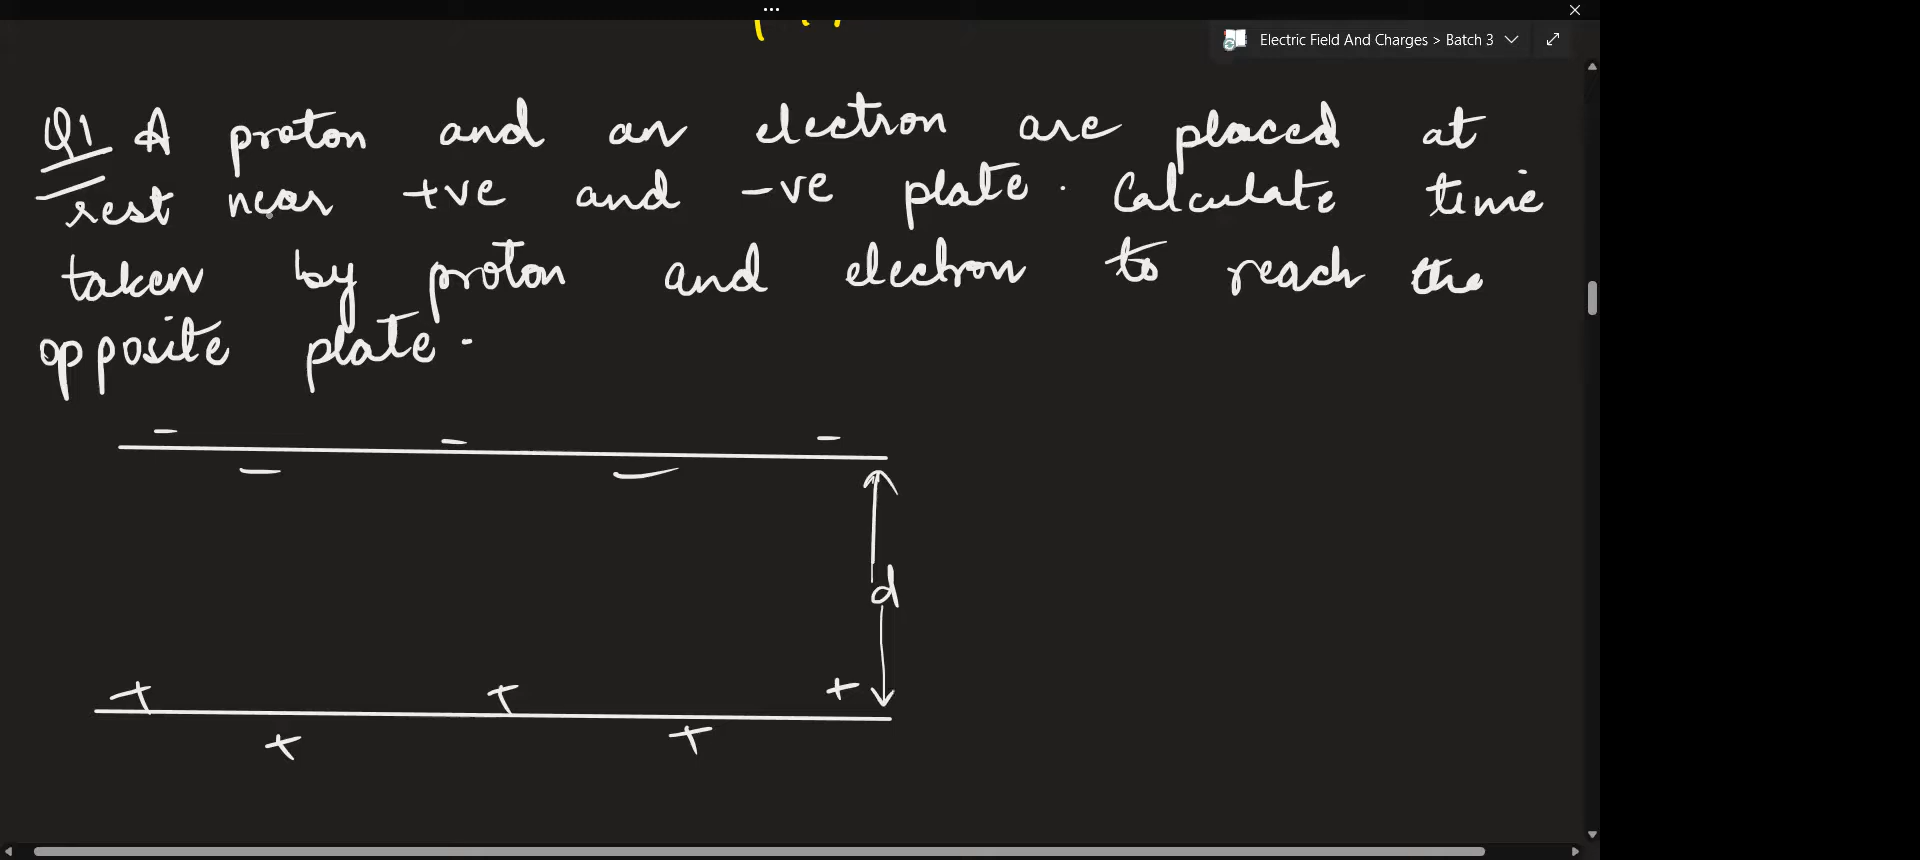 Electric Field And Charges > Batch 3
Q1 A proton and an electron are placed at
rest near +ve and -ve plate. Calculate time
taken by proton and electron to reach the
opposite plate.
- - -
- -
d
+ + +
+ +